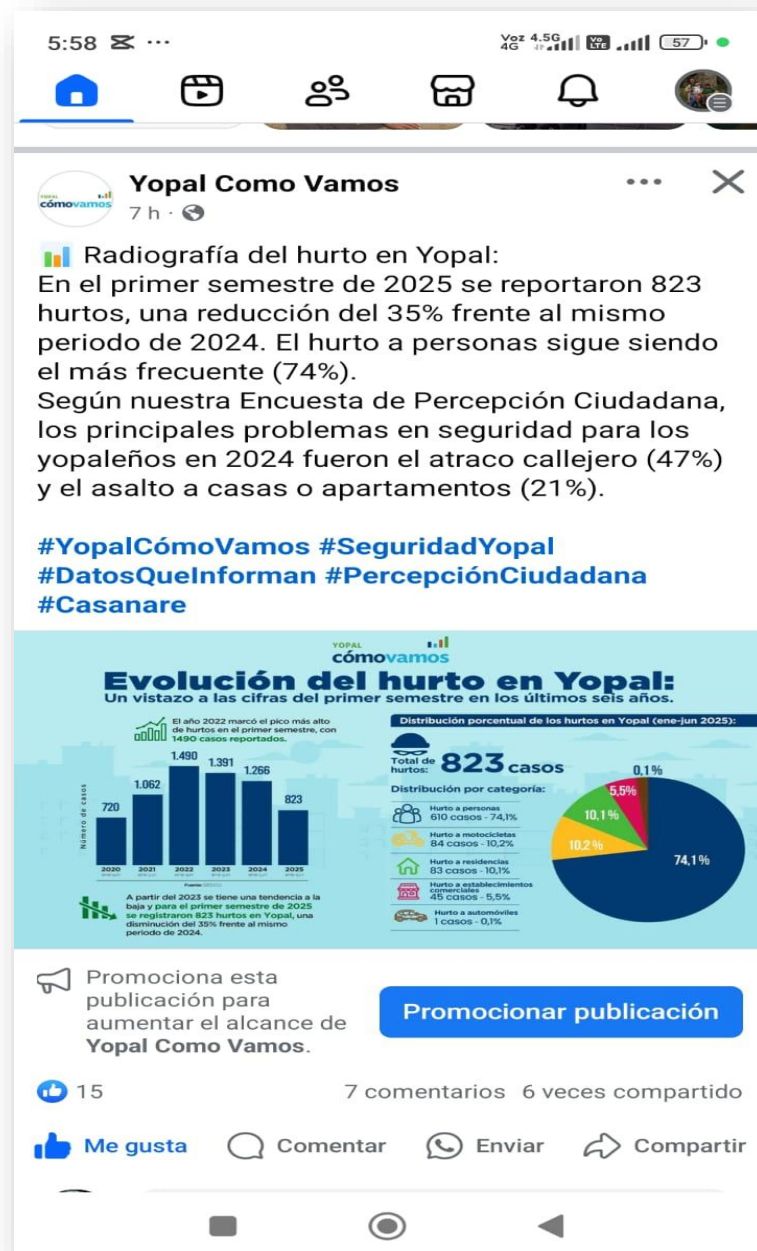 5:58 ...
Voz 4G 4.5G Vo LTE 57
YOPAL
cómovamos
Yopal Como Vamos
7 h ·
Radiografía del hurto en Yopal:
En el primer semestre de 2025 se reportaron 823
hurtos, una reducción del 35% frente al mismo
periodo de 2024. El hurto a personas sigue siendo
el más frecuente (74%).
Según nuestra Encuesta de Percepción Ciudadana,
los principales problemas en seguridad para los
yopaleños en 2024 fueron el atraco callejero (47%)
y el asalto a casas o apartamentos (21%).
#YopalCómoVamos #SeguridadYopal
#DatosQueInforman #PercepciónCiudadana
#Casanare
YOPAL
cómovamos
Evolución del hurto en Yopal:
Un vistazo a las cifras del primer semestre en los últimos seis años.
El año 2022 marcó el pico más alto
de hurtos en el primer semestre, con
1490 casos reportados.
Número de casos
720
1.062
1.490
1.391
1.266
823
2020
2021
2022
2023
2024
2025
Fuente:
A partir del 2023 se tiene una tendencia a la
baja y para el primer semestre de 2025
se registraron 823 hurtos en Yopal, una
disminución del 35% frente al mismo
periodo de 2024.
Distribución porcentual de los hurtos en Yopal (ene-jun 2025):
Total de
hurtos: 823 casos
Distribución por categoría:
Hurto a personas
610 casos - 74,1%
Hurto a motocicletas
84 casos - 10,2%
Hurto a residencias
83 casos - 10,1%
Hurto a establecimientos
comerciales
45 casos - 5,5%
Hurto a automóviles
1 casos - 0,1%
0,1%
5,5%
10,1%
10,2%
74,1%
Promociona esta
publicación para
aumentar el alcance de
Yopal Como Vamos.
Promocionar publicación
15
7 comentarios 6 veces compartido
Me gusta Comentar Enviar Compartir